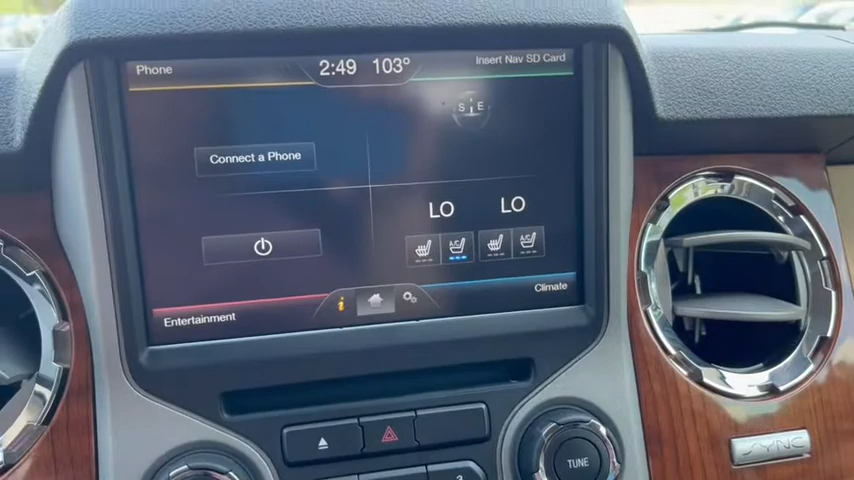 Phone
2:49 103°
Insert Nav SD Card
S E
Connect a Phone
LO LO
A/C A/C
Entertainment
i
Climate
TUNE
SYNC